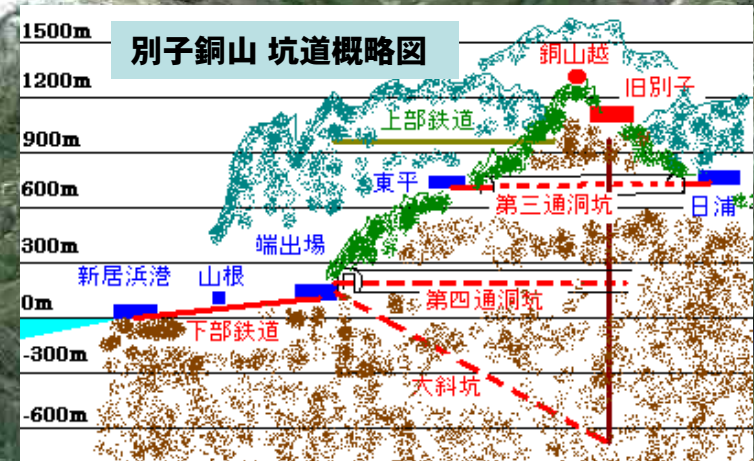 別子銅山 坑道概略図
1500m
1200m
900m
600m
300m
0m
-300m
-600m
銅山越
旧別子
上部鉄道
東平
第三通洞坑
日浦
端出場
新居浜港
山根
第四通洞坑
下部鉄道
大斜坑